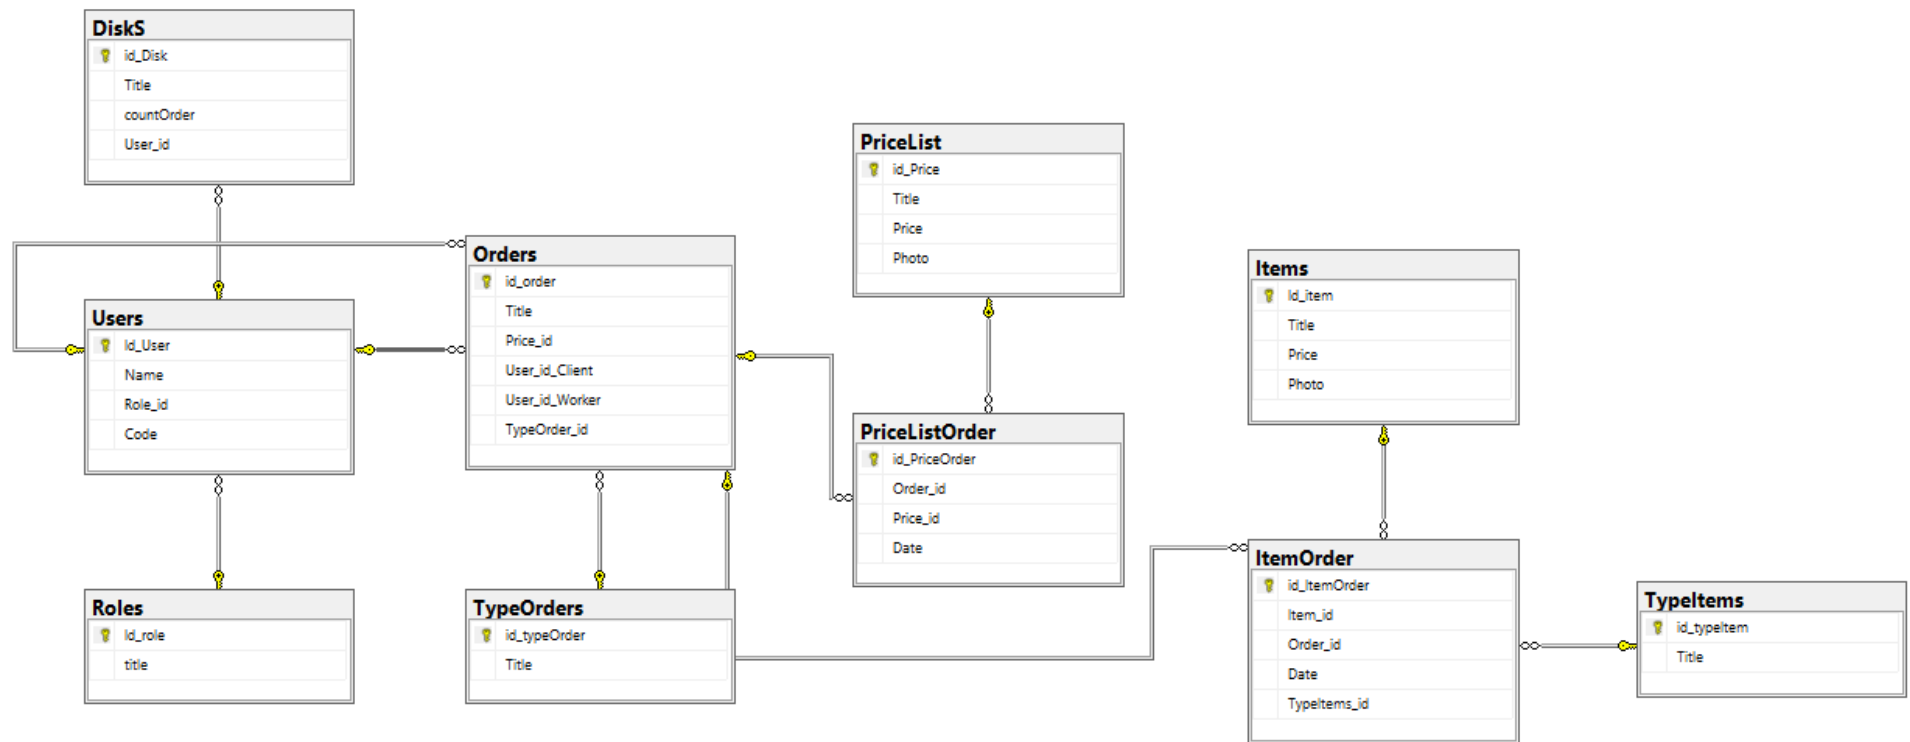 DiskS
id_Disk
Title
countOrder
User_id
Users
Id_User
Name
Role_id
Code
Roles
Id_role
title
Orders
id_order
Title
Price_id
User_id_Client
User_id_Worker
TypeOrder_id
TypeOrders
id_typeOrder
Title
PriceList
id_Price
Title
Price
Photo
PriceListOrder
id_PriceOrder
Order_id
Price_id
Date
Items
Id_item
Title
Price
Photo
ItemOrder
id_ItemOrder
Item_id
Order_id
Date
TypeItems_id
TypeItems
id_typeItem
Title